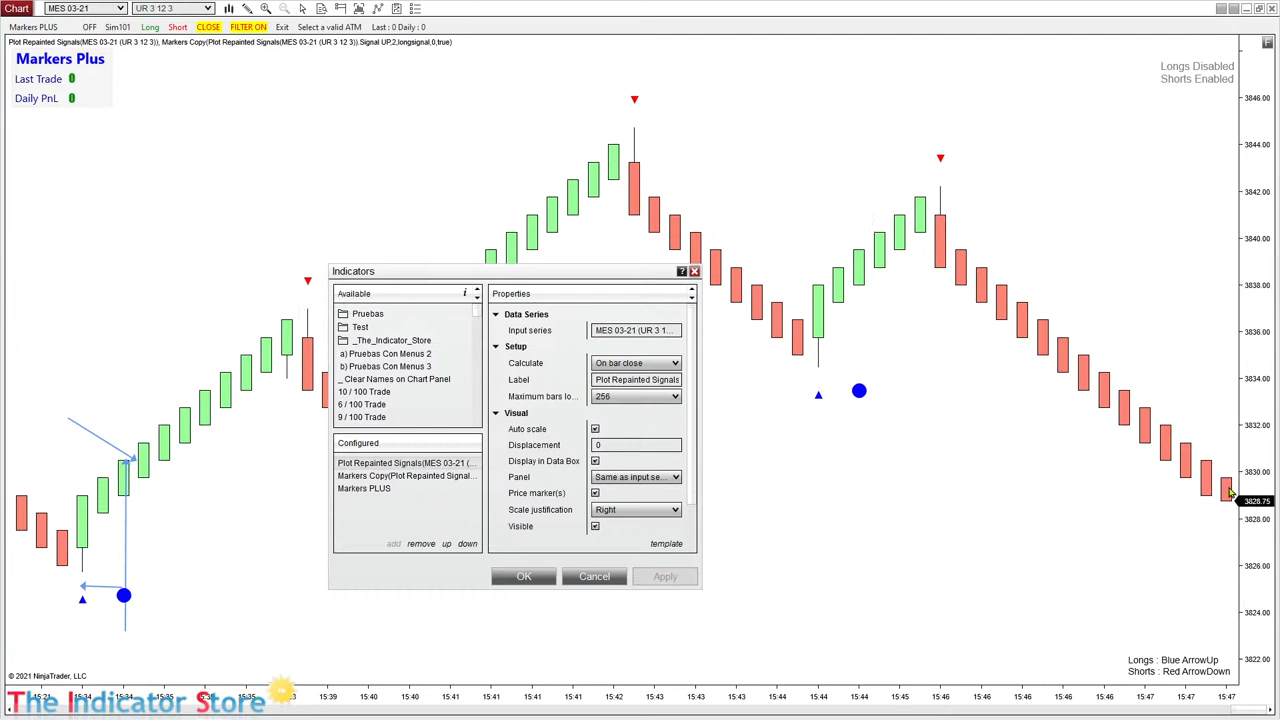 Chart
MES 03-21
UR 3 12 3
Markers PLUS
OFF
Sim101
Long
Short
CLOSE
FILTER ON
Exit
Select a valid ATM
Last : 0 Daily : 0
Plot Repainted Signals(MES 03-21 (UR 3 12 3)), Markers Copy(Plot Repainted Signals(MES 03-21 (UR 3 12 3)).Signal UP,2,longsignal,0,true)
F
Markers Plus
Last Trade 0
Daily PnL 0
Longs Disabled
Shorts Enabled
3846.00
3844.00
3842.00
3840.00
3838.00
3836.00
3834.00
3832.00
3830.00
3828.75
3828.00
3826.00
3824.00
3822.00
Indicators
?
Available
i
Pruebas
Test
_The_Indicator_Store
a) Pruebas Con Menus 2
b) Pruebas Con Menus 3
_ Clear Names on Chart Panel
10 / 100 Trade
6 / 100 Trade
9 / 100 Trade
Configured
Plot Repainted Signals(MES 03-21 (...
Markers Copy(Plot Repainted Signal...
Markers PLUS
add remove up down
Properties
Data Series
Input series MES 03-21 (UR 3 1...
Setup
Calculate On bar close
Label Plot Repainted Signals
Maximum bars lo... 256
Visual
Auto scale
Displacement 0
Display in Data Box
Panel Same as input se...
Price marker(s)
Scale justification Right
Visible
template
OK
Cancel
Apply
Longs : Blue ArrowUp
Shorts : Red ArrowDown
© 2021 NinjaTrader, LLC
The Indicator Store
15:39 15:40 15:40 15:41 15:41 15:41 15:42 15:42 15:43 15:43 15:44 15:44 15:45 15:46 15:46 15:46 15:46 15:47 15:47 15:47